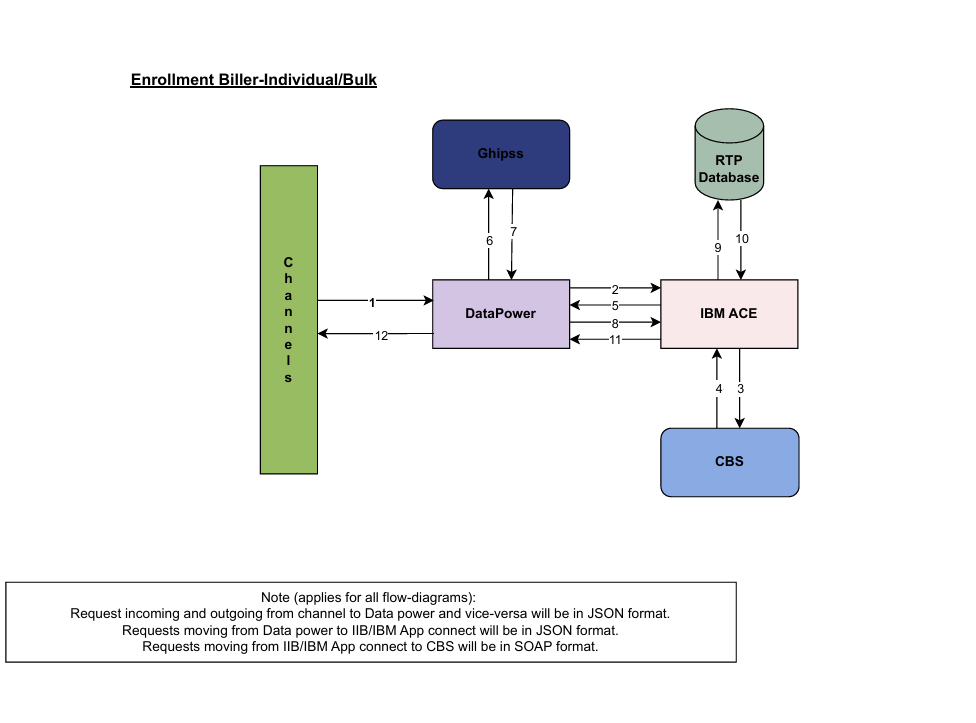 Enrollment Biller-Individual/Bulk
Ghipss
RTP
Database
6
7
9
10
C
h
a
n
n
e
l
s
1
12
DataPower
2
5
8
11
IBM ACE
4
3
CBS
Note (applies for all flow-diagrams):
Request incoming and outgoing from channel to Data power and vice-versa will be in JSON format.
Requests moving from Data power to IIB/IBM App connect will be in JSON format.
Requests moving from IIB/IBM App connect to CBS will be in SOAP format.